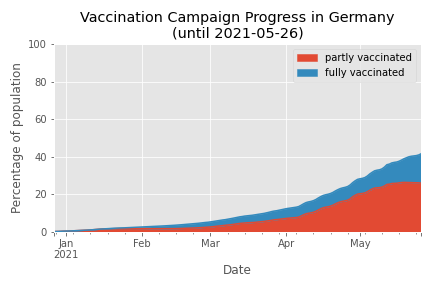 Vaccination Campaign Progress in Germany
(until 2021-05-26)
Percentage of population
100
80
60
40
20
0
partly vaccinated
fully vaccinated
Jan
2021
Feb
Mar
Apr
May
Date